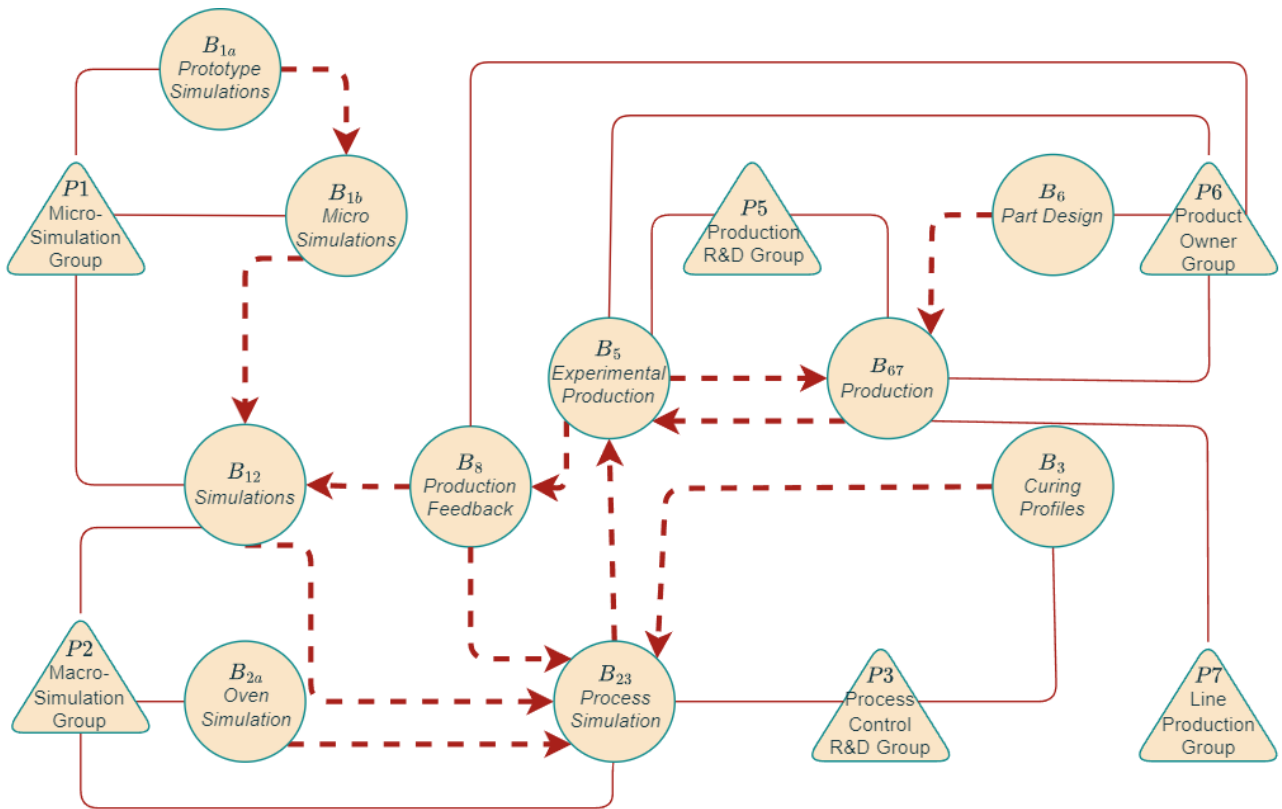 B1a
Prototype
Simulations
B1b
Micro
Simulations
P1
Micro-
Simulation
Group
P5
Production
R&D Group
B6
Part Design
P6
Product
Owner
Group
B5
Experimental
Production
B67
Production
B12
Simulations
B8
Production
Feedback
B3
Curing
Profiles
P2
Macro-
Simulation
Group
B2a
Oven
Simulation
B23
Process
Simulation
P3
Process
Control
R&D Group
P7
Line
Production
Group